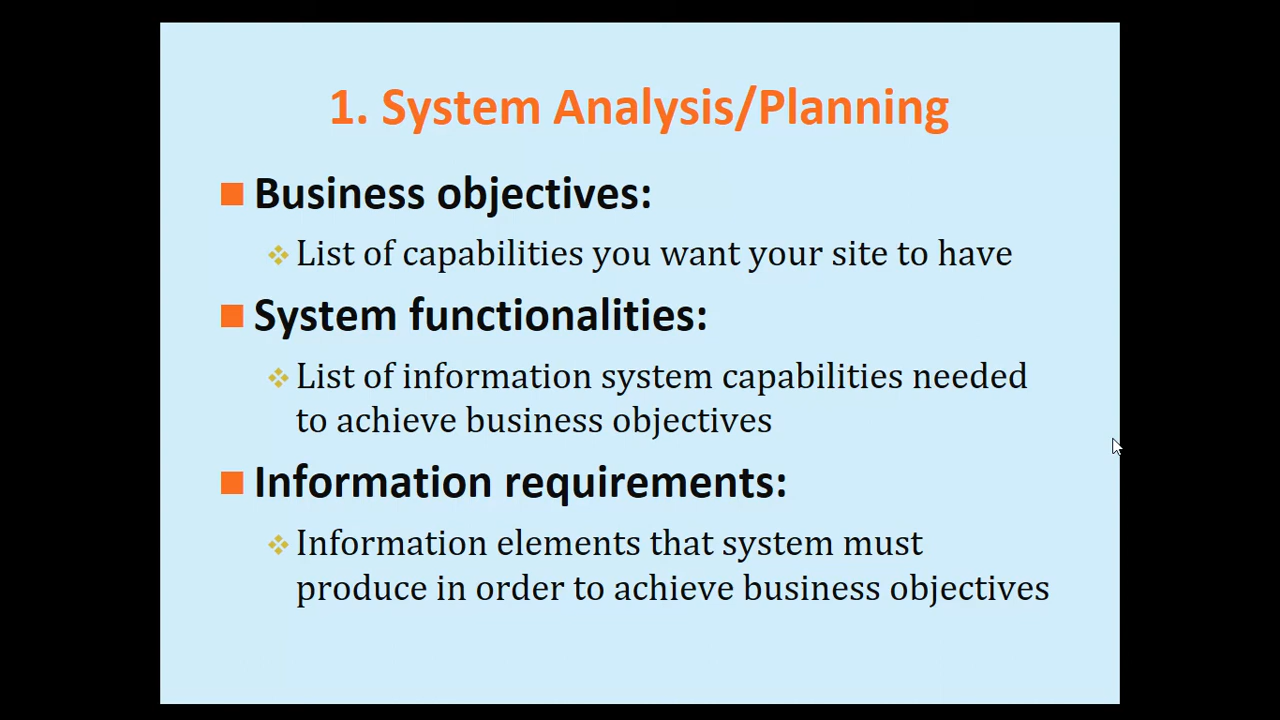 1. System Analysis/Planning
Business objectives:
List of capabilities you want your site to have
System functionalities:
List of information system capabilities needed
to achieve business objectives
Information requirements:
Information elements that system must
produce in order to achieve business objectives